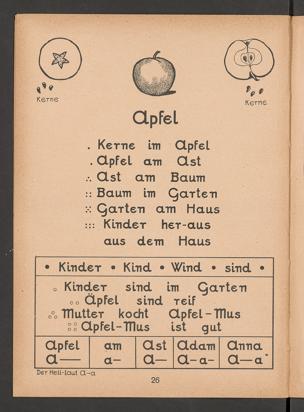 Kerne
Kerne
Apfel
. Kerne im Apfel
. Apfel am Ast
∴ Ast am Baum
:: Baum im Garten
:·: Garten am Haus
::: Kinder her-aus
aus dem Haus
• Kinder • Kind • Wind • sind •
Kinder sind im Garten
Äpfel sind reif
Mutter kocht Apfel-Mus
Apfel-Mus ist gut
Apfel am Ast Adam Anna
A— a- A— A-a- A—a-
Der Hell-laut A-a
26